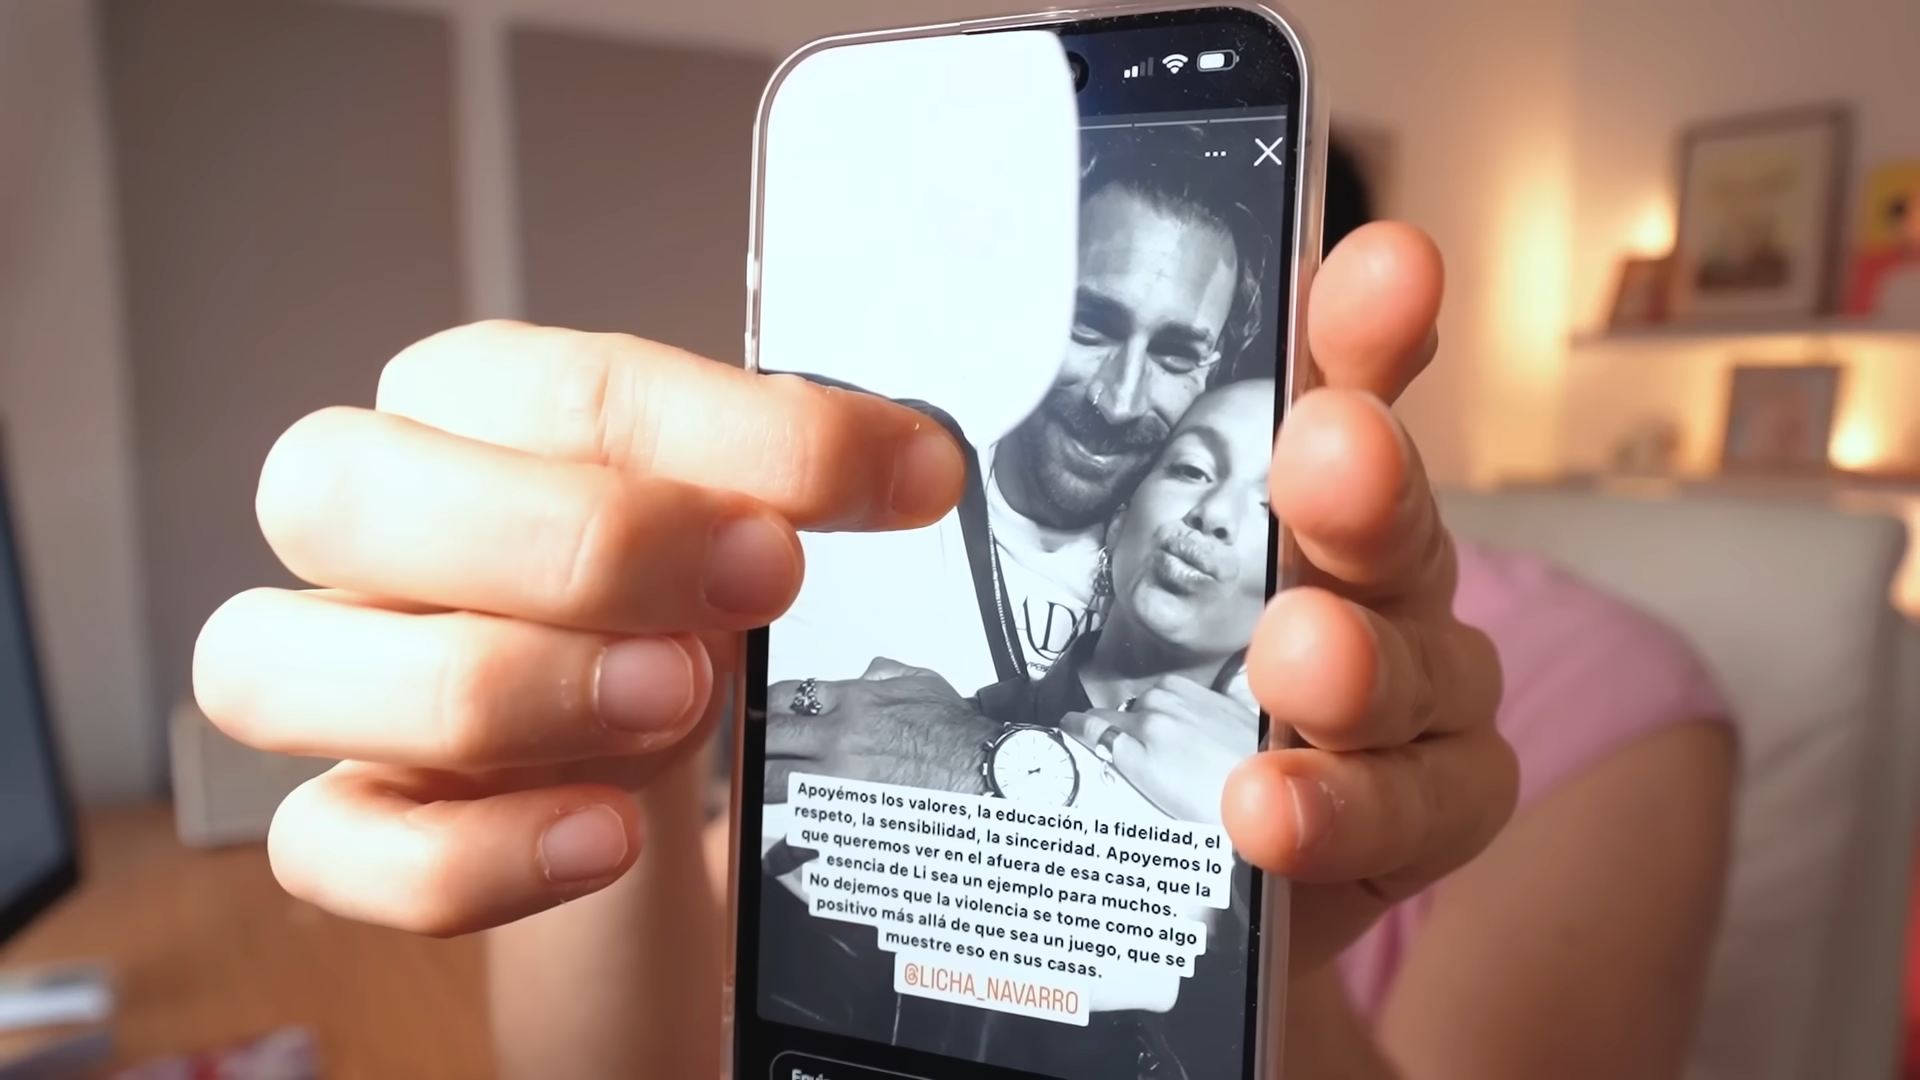 ADI
Apoyémos los valores, la educación, la fidelidad, el
respeto, la sensibilidad, la sinceridad. Apoyemos lo
que queremos ver en el afuera de esa casa, que la
esencia de Li sea un ejemplo para muchos.
No dejemos que la violencia se tome como algo
positivo más allá de que sea un juego, que se
muestre eso en sus casas.
@LICHA_NAVARRO